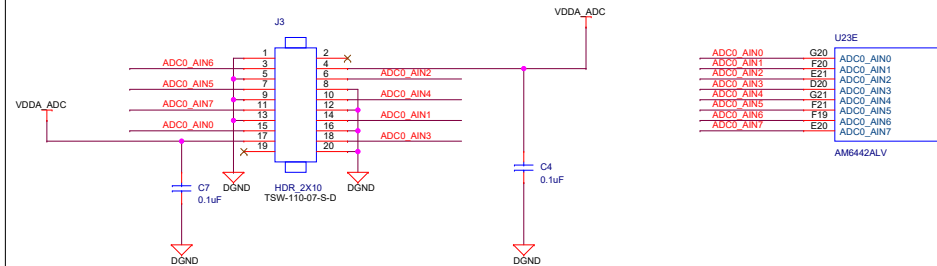 VDDA_ADC
J3
U23E
1 2
ADC0_AIN6 3 4
5 6 ADC0_AIN2
ADC0_AIN5 7 8
9 10 ADC0_AIN4
ADC0_AIN7 11 12
13 14 ADC0_AIN1
ADC0_AIN0 15 16
17 18 ADC0_AIN3
19 20
VDDA_ADC
ADC0_AIN0 G20 ADC0_AIN0
ADC0_AIN1 F20 ADC0_AIN1
ADC0_AIN2 E21 ADC0_AIN2
ADC0_AIN3 D20 ADC0_AIN3
ADC0_AIN4 G21 ADC0_AIN4
ADC0_AIN5 F21 ADC0_AIN5
ADC0_AIN6 F19 ADC0_AIN6
ADC0_AIN7 E20 ADC0_AIN7
AM6442ALV
C7
0.1uF
DGND
HDR_2X10
TSW-110-07-S-D
DGND
C4
0.1uF
DGND
DGND